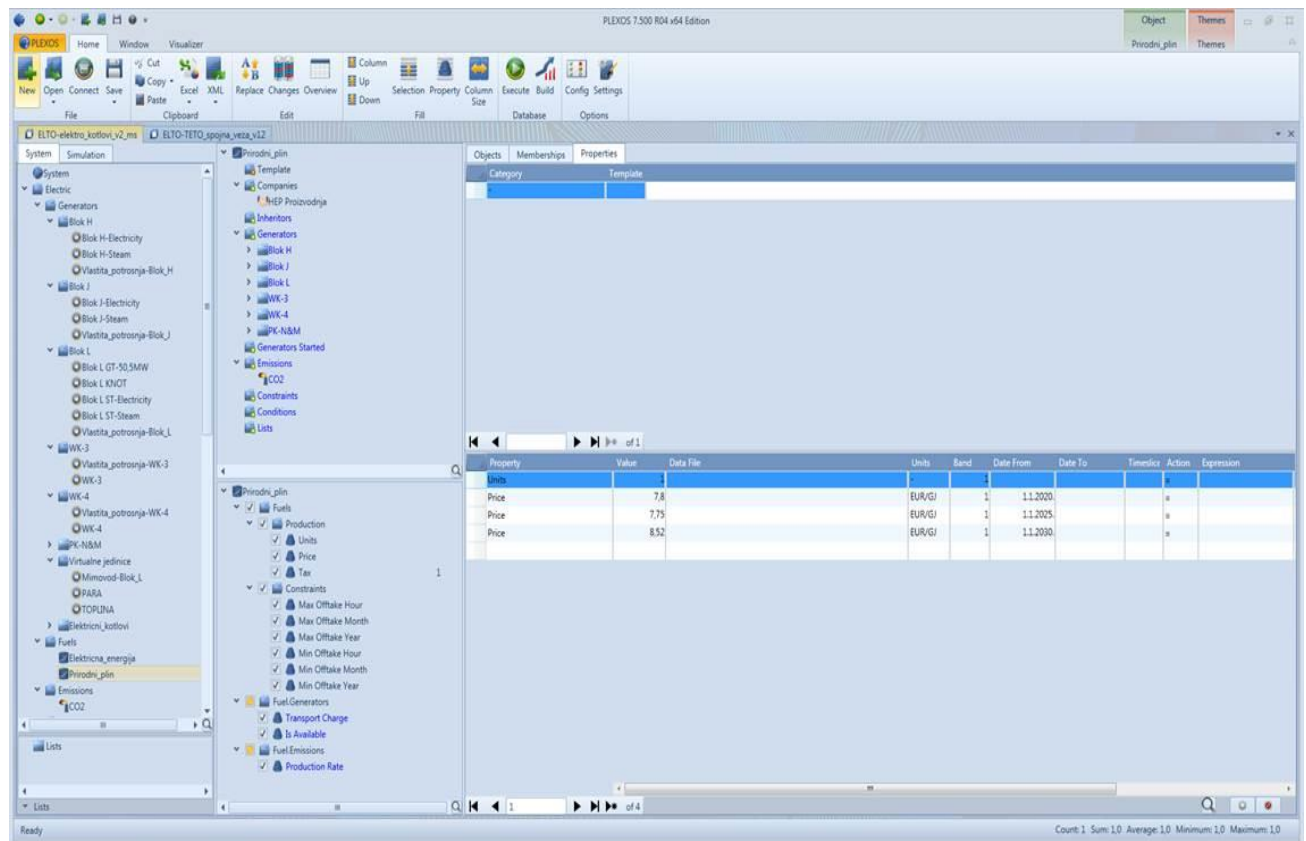 PLEXOS 7.500 R04 x64 Edition
Object
Themes
PLEXOS
Home
Window
Visualizer
Prirodni_plin
Themes
New
Open
Connect
Save
Cut
Copy
Paste
Excel
XML
Replace
Changes
Overview
Column
Up
Down
Selection
Property
Column Size
Execute
Build
Config
Settings
File
Clipboard
Edit
Fill
Database
Options
ELTO-elektro_kotlovi_v2_ms
ELTO-TETO_spojna_veza_v12
System
Simulation
System
Electric
Generators
Blok H
Blok H-Electricity
Blok H-Steam
Vlastita_potrosnja-Blok_H
Blok J
Blok J-Electricity
Blok J-Steam
Vlastita_potrosnja-Blok_J
Blok L
Blok L GT-50,5MW
Blok L KNOT
Blok L ST-Electricity
Blok L ST-Steam
Vlastita_potrosnja-Blok_L
WK-3
Vlastita_potrosnja-WK-3
WK-3
WK-4
Vlastita_potrosnja-WK-4
WK-4
PK-N&M
Virtualne jedinice
Mimovod-Blok_L
PARA
TOPLINA
Elektricni_kotlovi
Fuels
Elektricna_energija
Prirodni_plin
Emissions
CO2
Lists
Lists
Prirodni_plin
Template
Companies
HEP Proizvodnja
Inheritors
Generators
Blok H
Blok J
Blok L
WK-3
WK-4
PK-N&M
Generators Started
Emissions
CO2
Constraints
Conditions
Lists
Prirodni_plin
Fuels
Production
Units
Price
Tax 1
Constraints
Max Offtake Hour
Max Offtake Month
Max Offtake Year
Min Offtake Hour
Min Offtake Month
Min Offtake Year
Fuel.Generators
Transport Charge
Is Available
Fuel.Emissions
Production Rate
Objects
Memberships
Properties
Category Template
-
of 1
Property Value Data File Units Band Date From Date To Timeslice Action Expression
Units 1 - 1 =
Price 7,8 EUR/GJ 1 1.1.2020. =
Price 7,75 EUR/GJ 1 1.1.2025. =
Price 8,52 EUR/GJ 1 1.1.2030. =
1 of 4
Ready
Count: 1 Sum: 1,0 Average: 1,0 Minimum: 1,0 Maximum: 1,0